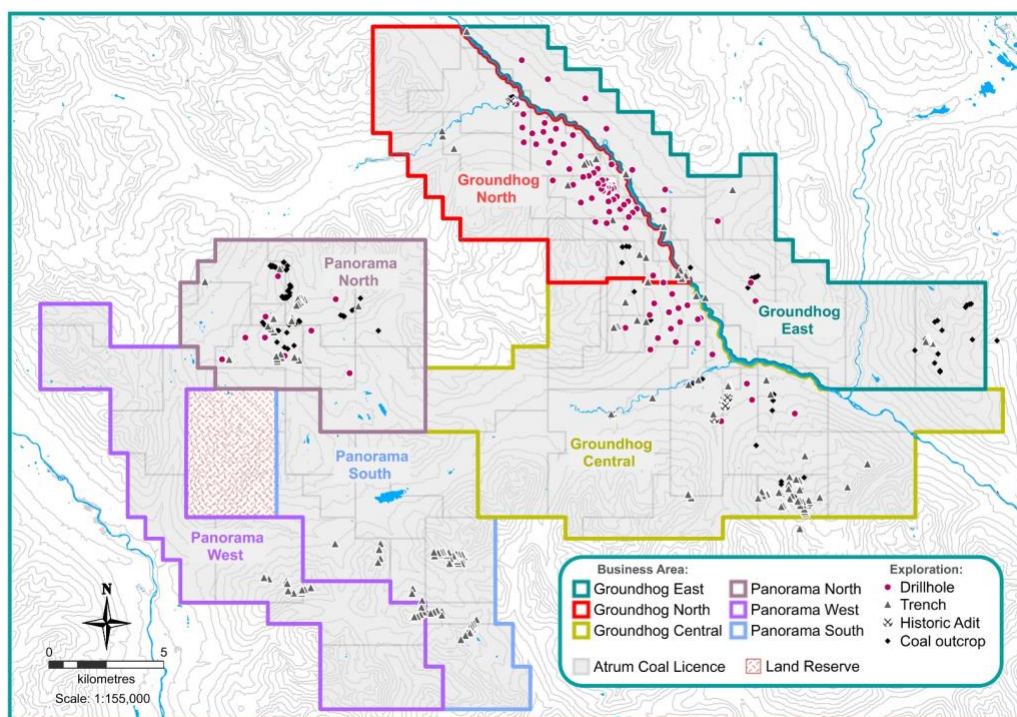 Groundhog
North
Panorama
North
Groundhog
East
Groundhog
Central
Panorama
South
Panorama
West
N
0 5
kilometres
Scale: 1:155,000
Business Area:
Groundhog East
Groundhog North
Groundhog Central
Panorama North
Panorama West
Panorama South
Atrum Coal Licence
Land Reserve
Exploration:
Drillhole
Trench
Historic Adit
Coal outcrop